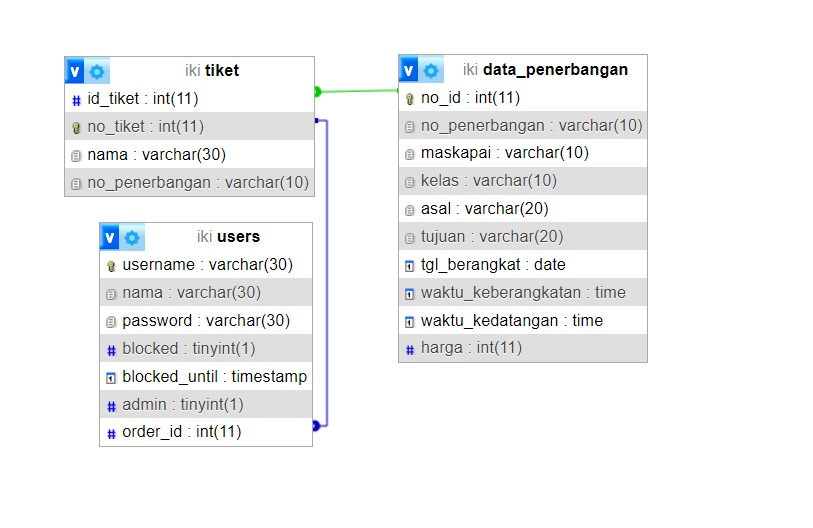 v iki tiket
# id_tiket : int(11)
no_tiket : int(11)
nama : varchar(30)
no_penerbangan : varchar(10)
v iki data_penerbangan
no_id : int(11)
no_penerbangan : varchar(10)
maskapai : varchar(10)
kelas : varchar(10)
asal : varchar(20)
tujuan : varchar(20)
tgl_berangkat : date
waktu_keberangkatan : time
waktu_kedatangan : time
# harga : int(11)
v iki users
username : varchar(30)
nama : varchar(30)
password : varchar(30)
# blocked : tinyint(1)
blocked_until : timestamp
# admin : tinyint(1)
# order_id : int(11)